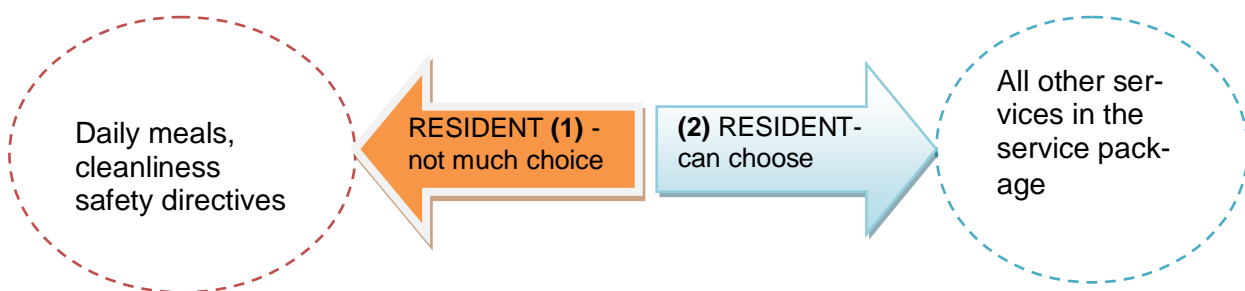 Daily meals,
cleanliness
safety directives
RESIDENT (1) -
not much choice
(2) RESIDENT-
can choose
All other ser-
vices in the
service pack-
age